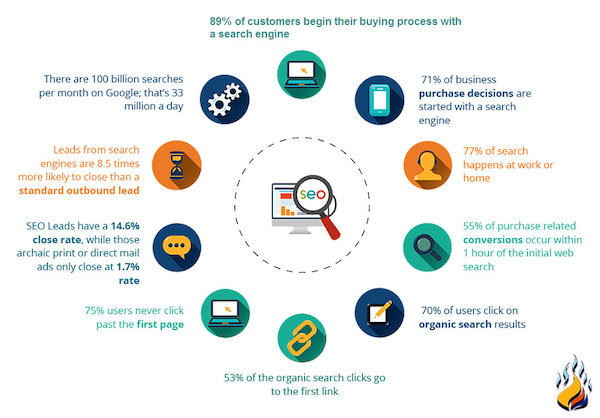 89% of customers begin their buying process with
a search engine
There are 100 billion searches
per month on Google; that's 33
million a day
71% of business
purchase decisions are
started with a search
engine
Leads from search
engines are 8.5 times
more likely to close than a
standard outbound lead
77% of search
happens at work or
home
seo
SEO Leads have a 14.6%
close rate, while those
archaic print or direct mail
ads only close at 1.7%
rate
55% of purchase related
conversions occur within
1 hour of the initial web
search
75% users never click
past the first page
70% of users click on
organic search results
53% of the organic search clicks go
to the first link